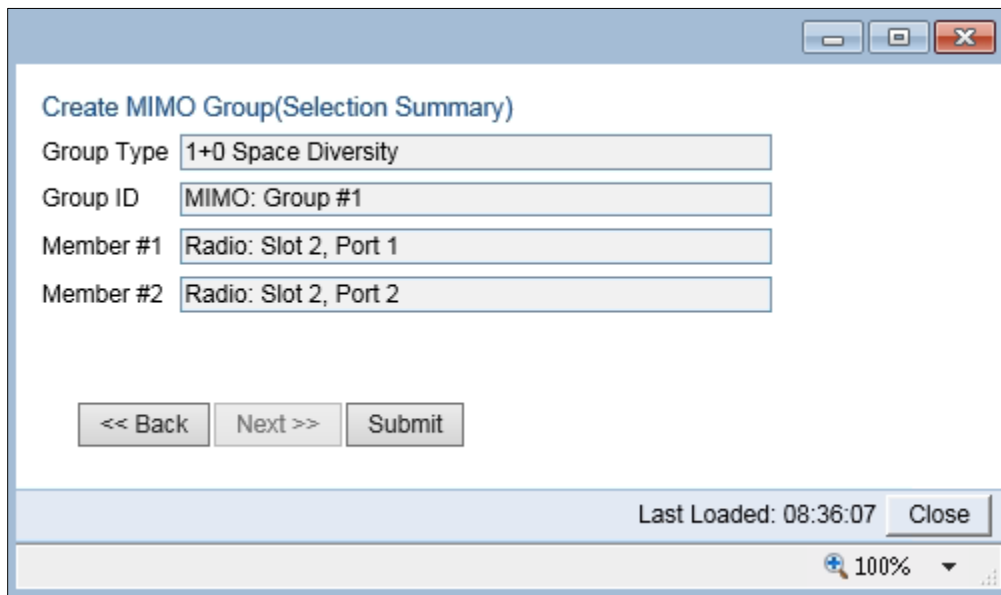 Create MIMO Group(Selection Summary)
Group Type 1+0 Space Diversity
Group ID MIMO: Group #1
Member #1 Radio: Slot 2, Port 1
Member #2 Radio: Slot 2, Port 2
<< Back Next >> Submit
Last Loaded: 08:36:07 Close
100%